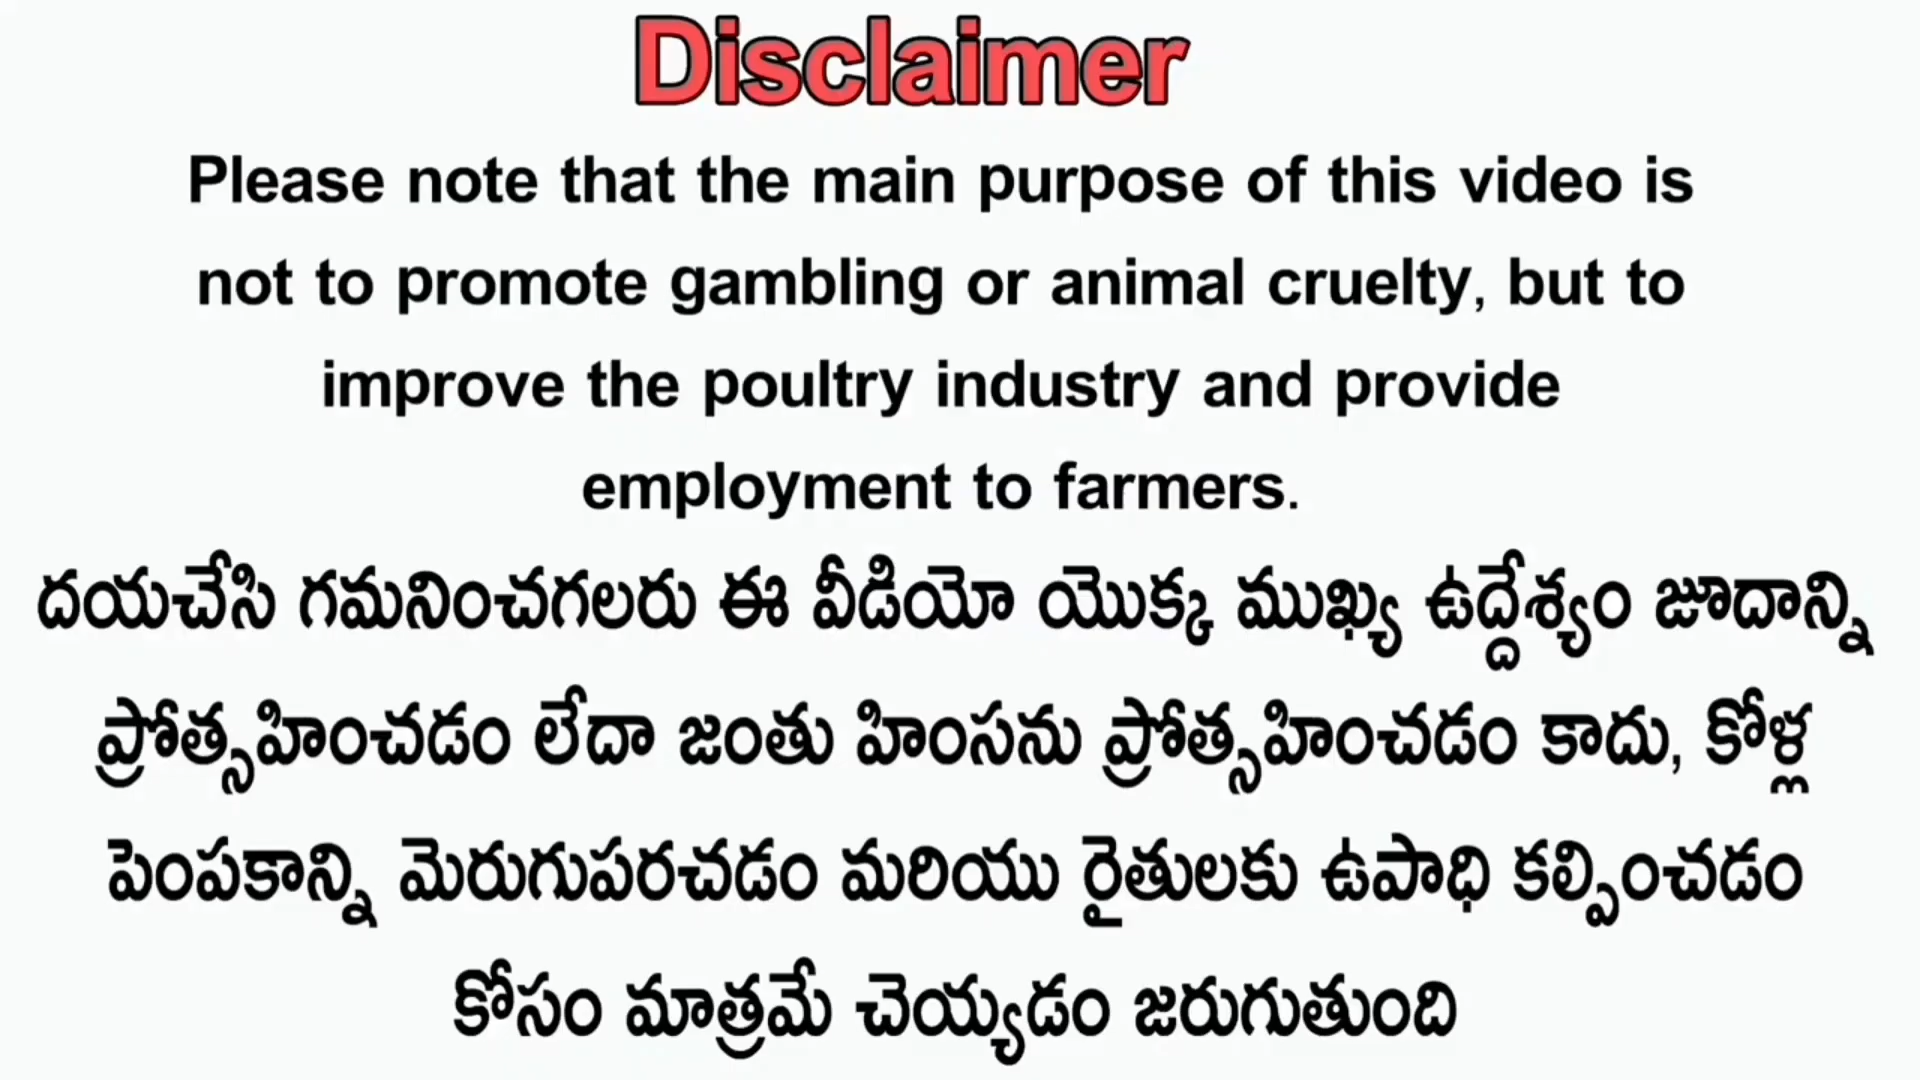 Disclaimer
Please note that the main purpose of this video is
not to promote gambling or animal cruelty, but to
improve the poultry industry and provide
employment to farmers.
దయచేసి గమనించగలరు ఈ వీడియో యొక్క ముఖ్య ఉద్దేశ్యం జూదాన్ని
ప్రోత్సహించడం లేదా జంతు హింసను ప్రోత్సహించడం కాదు, కోళ్ల
పెంపకాన్ని మెరుగుపరచడం మరియు రైతులకు ఉపాధి కల్పించడం
కోసం మాత్రమే చెయ్యడం జరుగుతుంది